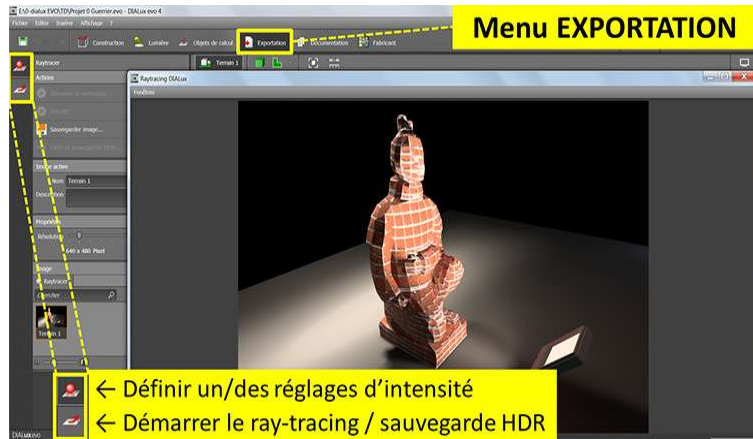 E:\0-dialux EVO\TD\Projet 0 Guerrier.evo - DIALux evo 4
Fichier Editer Insérer Affichage ?
Menu EXPORTATION
Construction Lumière Objets de calcul Exportation Documentation Fabricant
Raytracer
Terrain 1
Actions
Raytracing DIALux
Fenêtres
Sauvegarder image...
Image active
Nom Terrain 1
Description
Propriétés
Résolution
640 x 480 Pixel
Image
Raytracer
Chercher
Terrain 1
← Définir un/des réglages d'intensité
← Démarrer le ray-tracing / sauvegarde HDR
DIALux evo